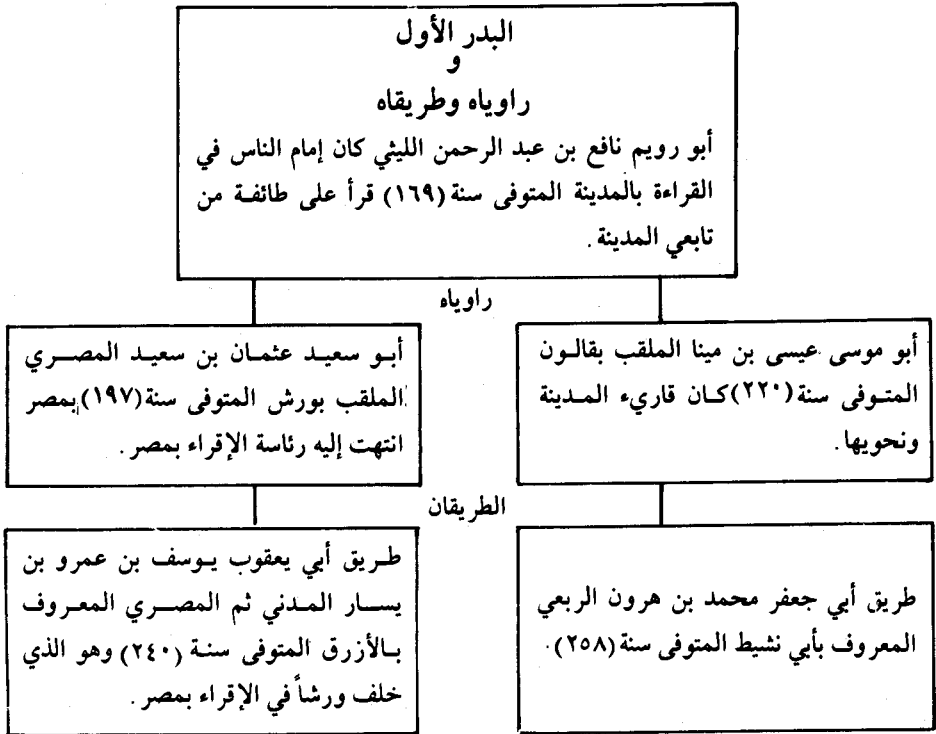 البدر الأول
و
راوياه وطريقاه
أبو رويم نافع بن عبد الرحمن الليثي كان إمام الناس في
القراءة بالمدينة المتوفى سنة (١٦٩) قرأ على طائفة من
تابعي المدينة.
راوياه
أبو موسى عيسى بن مينا الملقب بقالون
المتوفى سنة (٢٢٠) كان قاريء المدينة
ونحويها.
أبو سعيد عثمان بن سعيد المصري
الملقب بورش المتوفى سنة (١٩٧) بمصر
انتهت إليه رئاسة الإقراء بمصر.
الطريقان
طريق أبي جعفر محمد بن هرون الربعي
المعروف بأبي نشيط المتوفى سنة (٢٥٨).
طريق أبي يعقوب يوسف بن عمرو بن
يسار المدني ثم المصري المعروف
بالأزرق المتوفى سنة (٢٤٠) وهو الذي
خلف ورشاً في الإقراء بمصر.